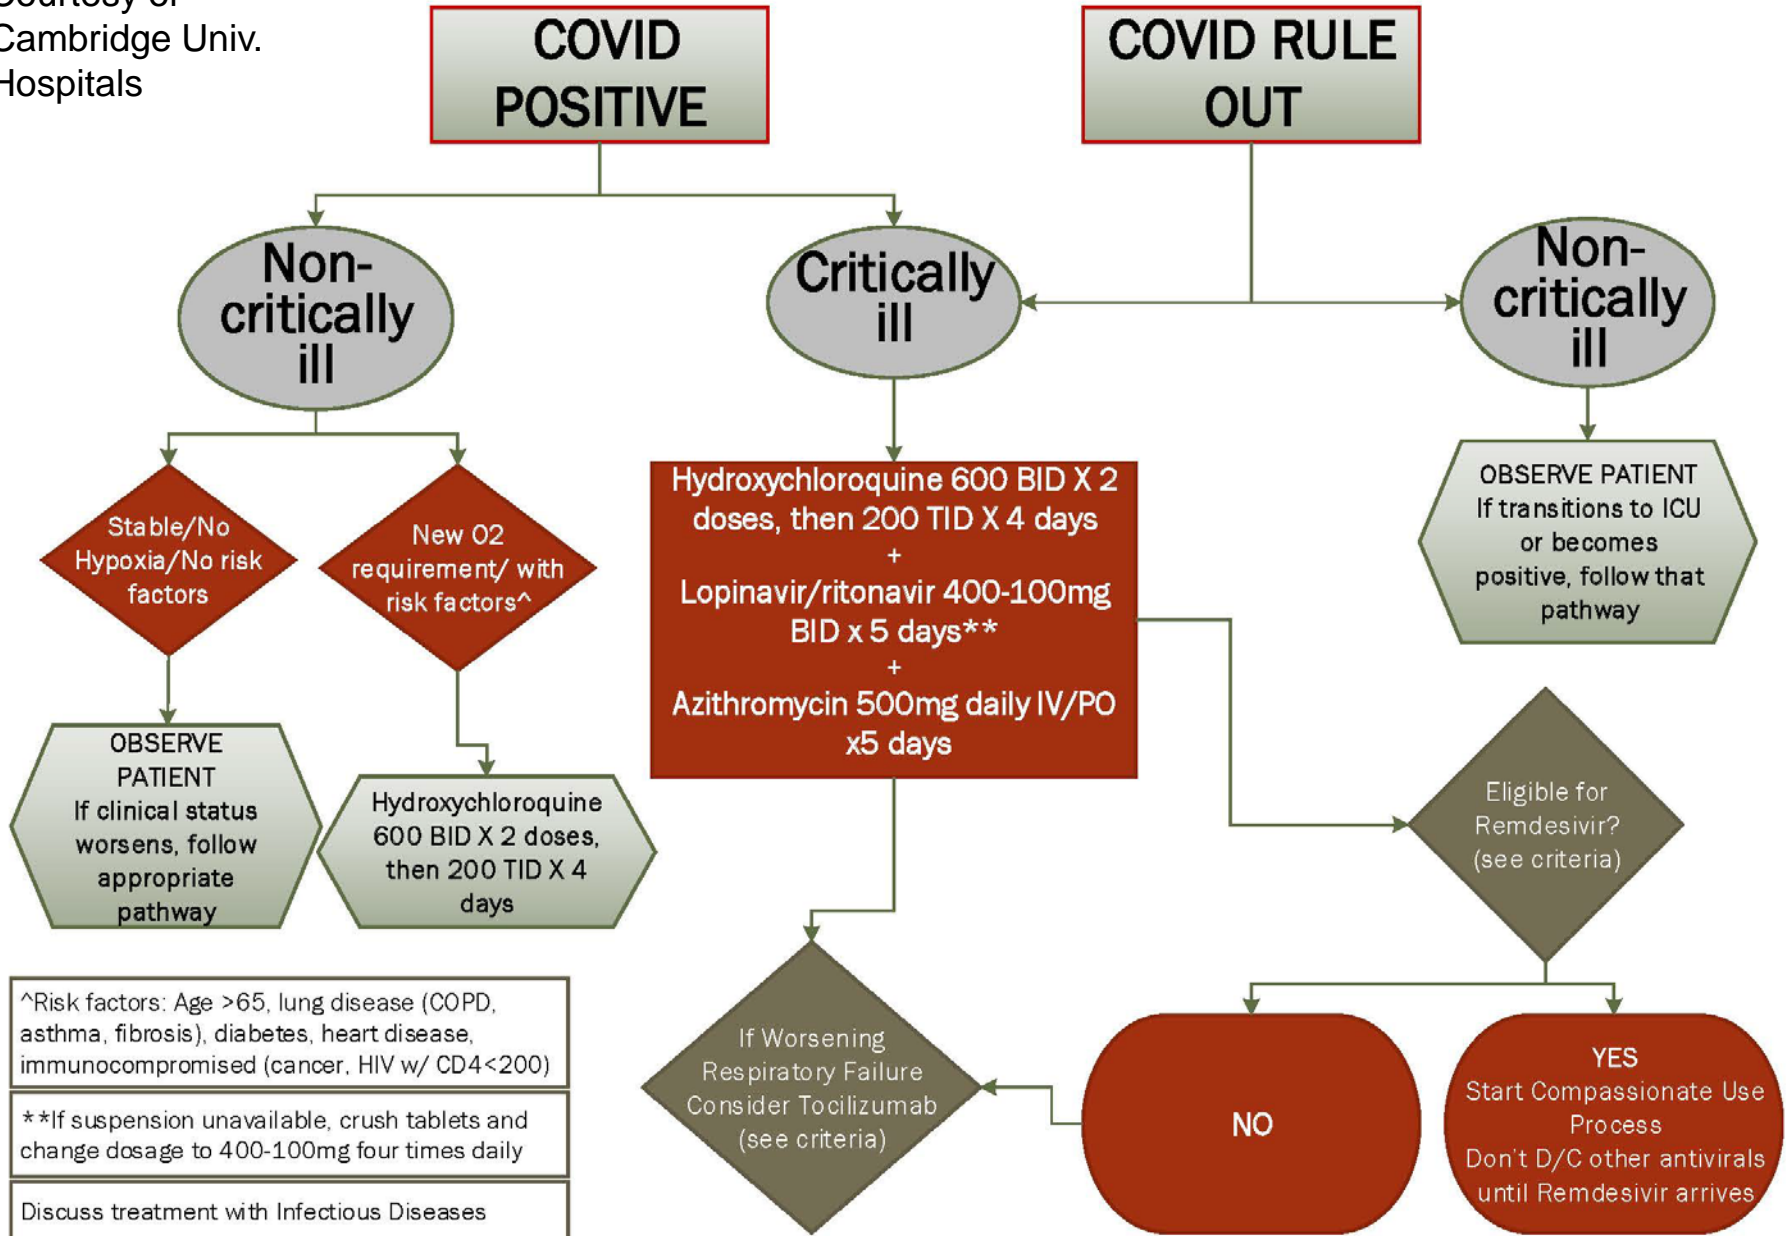 Courtesy of
Cambridge Univ.
Hospitals
COVID
POSITIVE
COVID RULE
OUT
Non-
critically
ill
Critically
ill
Non-
critically
ill
Stable/No
Hypoxia/No risk
factors
New O2
requirement/ with
risk factors^
Hydroxychloroquine 600 BID X 2
doses, then 200 TID X 4 days
+
Lopinavir/ritonavir 400-100mg
BID x 5 days**
+
Azithromycin 500mg daily IV/PO
x5 days
OBSERVE PATIENT
If transitions to ICU
or becomes
positive, follow that
pathway
OBSERVE
PATIENT
If clinical status
worsens, follow
appropriate
pathway
Hydroxychloroquine
600 BID X 2 doses,
then 200 TID X 4
days
Eligible for
Remdesivir?
(see criteria)
If Worsening
Respiratory Failure
Consider Tocilizumab
(see criteria)
NO
YES
Start Compassionate Use
Process
Don't D/C other antivirals
until Remdesivir arrives
^Risk factors: Age >65, lung disease (COPD,
asthma, fibrosis), diabetes, heart disease,
immunocompromised (cancer, HIV w/ CD4<200)
**If suspension unavailable, crush tablets and
change dosage to 400-100mg four times daily
Discuss treatment with Infectious Diseases